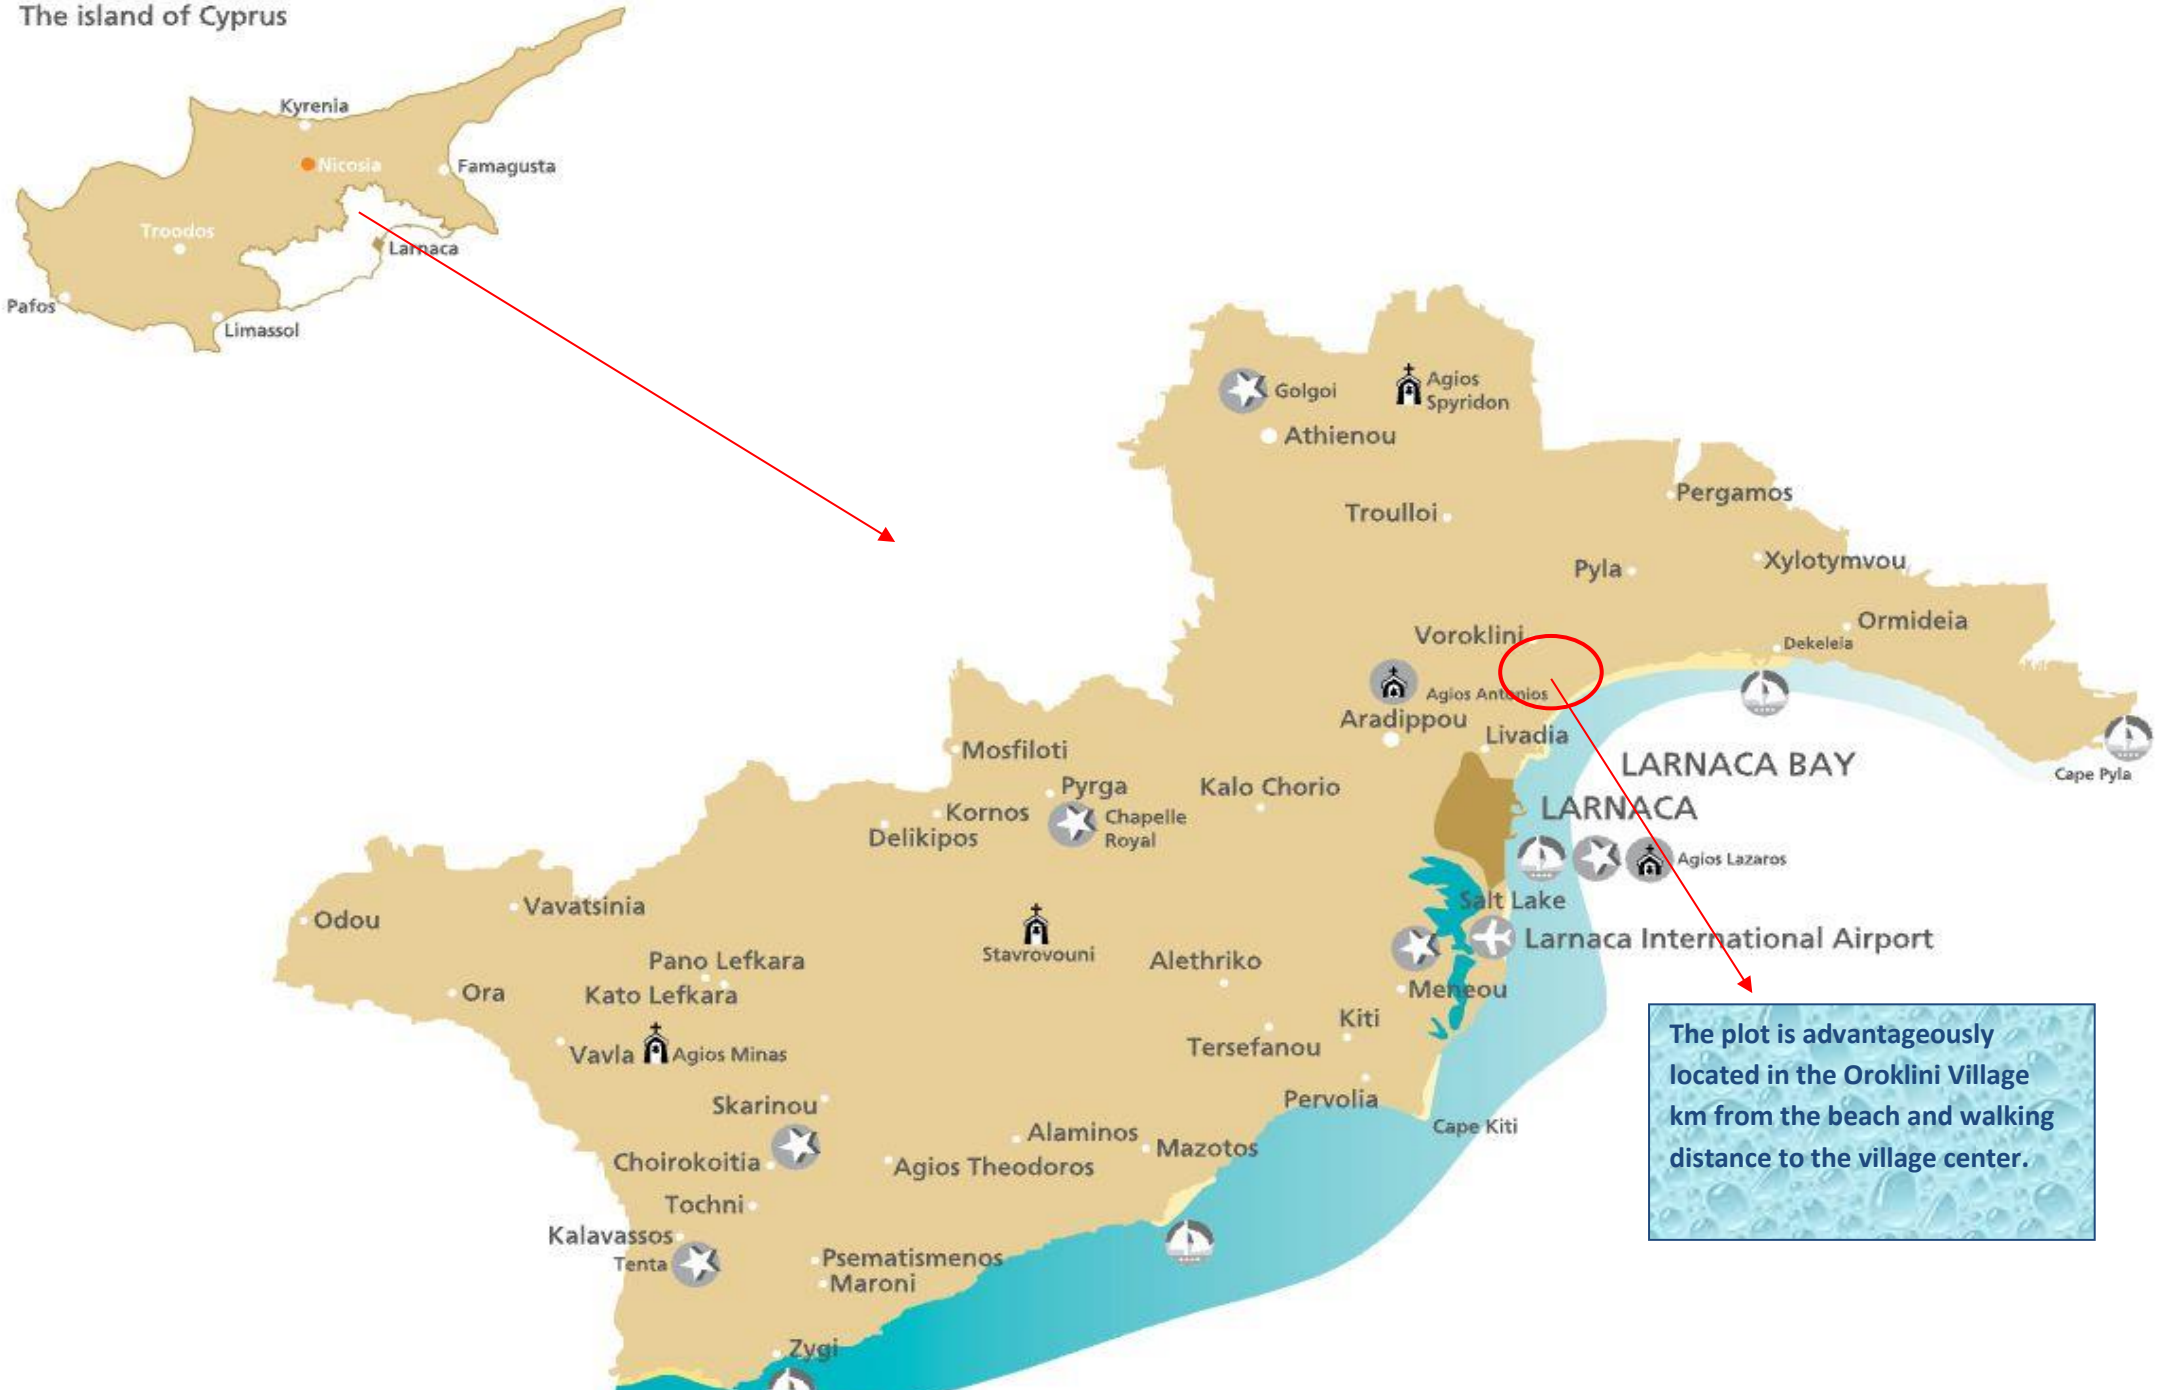 The island of Cyprus
Kyrenia
Nicosia
Famagusta
Troodos
Larnaca
Pafos
Limassol
Golgoi
Agios
Spyridon
Athienou
Troulloi
Pergamos
Pyla
Xylotymvou
Voroklini
Ormideia
Dekeleia
Agios Antonios
Aradippou
Livadia
Mosfiloti
LARNACA BAY
Cape Pyla
Pyrga
Kalo Chorio
Kornos
Chapelle
Royal
LARNACA
Delikipos
Agios Lazaros
Salt Lake
Odou
Vavatsinia
Larnaca International Airport
Stavrovouni
Pano Lefkara
Alethriko
Ora
Kato Lefkara
Meneou
Kiti
Vavla
Agios Minas
Tersefanou
Skarinou
Pervolia
Cape Kiti
Alaminos
Mazotos
Choirokoitia
Agios Theodoros
Tochni
Kalavassos
Tenta
Psematismenos
Maroni
Zygi
The plot is advantageously
located in the Oroklini Village
km from the beach and walking
distance to the village center.